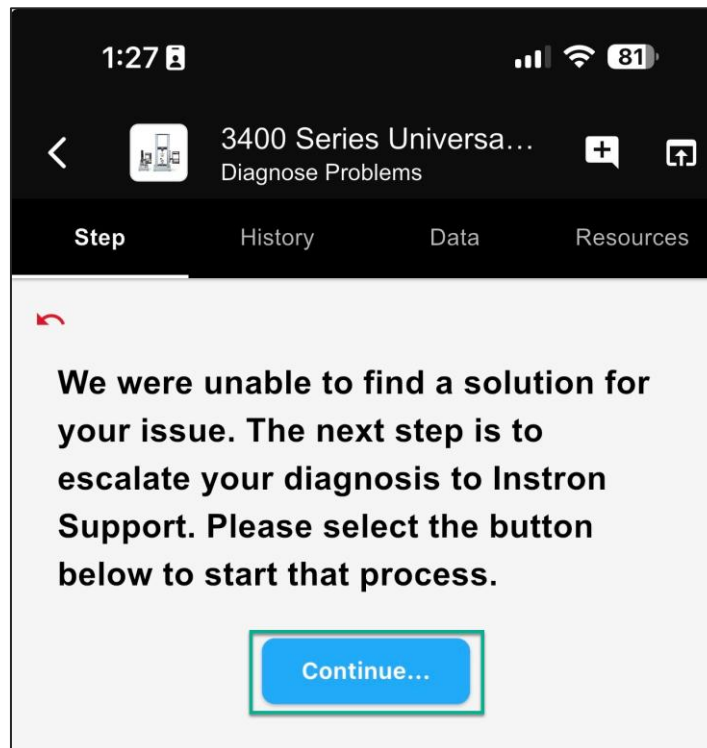 1:27
81
3400 Series Universa...
Diagnose Problems
Step History Data Resources
We were unable to find a solution for
your issue. The next step is to
escalate your diagnosis to Instron
Support. Please select the button
below to start that process.
Continue...